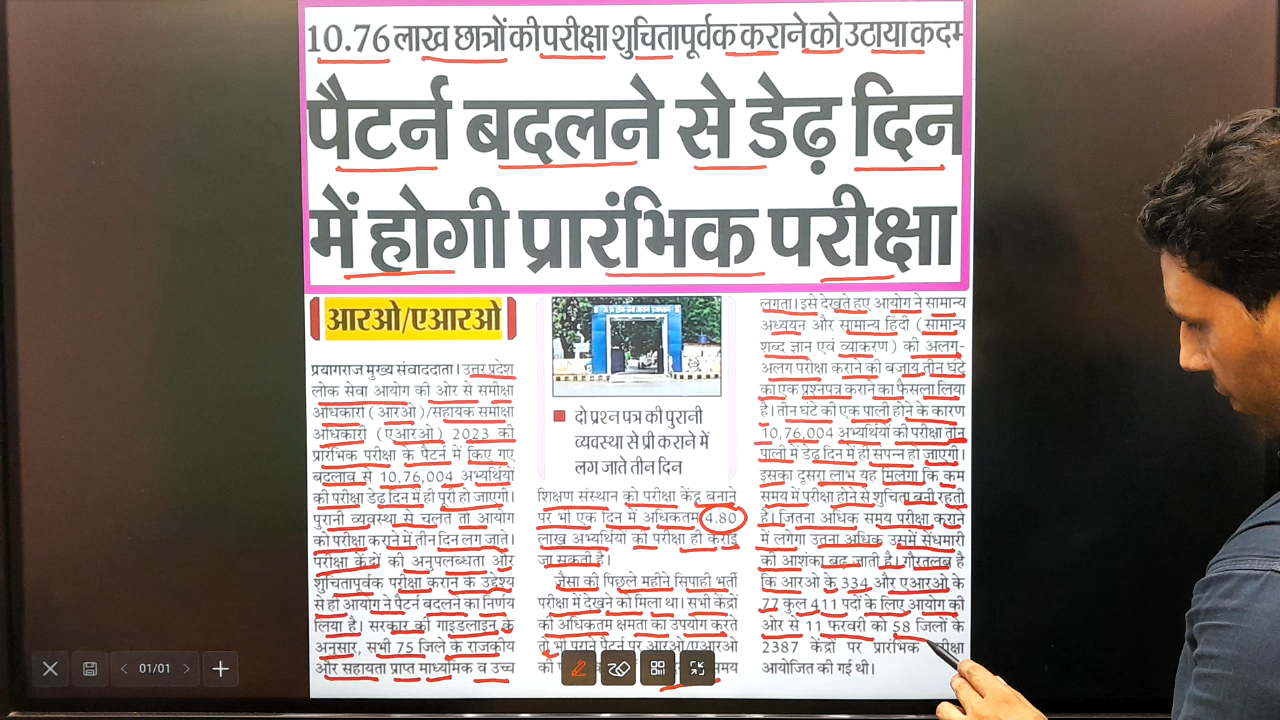 10.76 लाख छात्रों की परीक्षा शुचितापूर्वक कराने को उठाया कदम
पैटर्न बदलने से डेढ़ दिन
में होगी प्रारंभिक परीक्षा
आरओ/एआरओ
प्रयागराज मुख्य संवाददाता। उत्तर प्रदेश
लोक सेवा आयोग की ओर से समीक्षा
अधिकारी (आरओ)/सहायक समीक्षा
अधिकारी (एआरओ) 2023 की
प्रारंभिक परीक्षा के पैटर्न में किए गए
बदलाव से 10,76,004 अभ्यर्थियों
की परीक्षा डेढ़ दिन में ही पूरी हो जाएगी।
पुरानी व्यवस्था से चलते तो आयोग
को परीक्षा कराने में तीन दिन लग जाते।
परीक्षा केंद्रों की अनुपलब्धता और
शुचितापूर्वक परीक्षा कराने के उद्देश्य
से ही आयोग ने पैटर्न बदलने का निर्णय
लिया है। सरकार की गाइडलाइन के
अनुसार, सभी 75 जिले के राजकीय
और सहायता प्राप्त माध्यमिक व उच्च
दो प्रश्न पत्र की पुरानी
व्यवस्था से प्री कराने में
लग जाते तीन दिन
शिक्षण संस्थान को परीक्षा केंद्र बनाने
पर भी एक दिन में अधिकतम 4.80
लाख अभ्यर्थियों की परीक्षा ही कराई
जा सकती है।
जैसा की पिछले महीने सिपाही भर्ती
परीक्षा में देखने को मिला था। सभी केंद्रों
की अधिकतम क्षमता का उपयोग करते
तो भी पुराने पैटर्न पर आरओ/एआरओ
की समय
लगता। इसे देखते हुए आयोग ने सामान्य
अध्ययन और सामान्य हिंदी (सामान्य
शब्द ज्ञान एवं व्याकरण) की अलग-
अलग परीक्षा कराने की बजाय तीन घंटे
का एक प्रश्नपत्र कराने का फैसला लिया
है। तीन घंटे की एक पाली होने के कारण
10,76,004 अभ्यर्थियों की परीक्षा तीन
पाली में डेढ़ दिन में ही संपन्न हो जाएगी।
इसका दूसरा लाभ यह मिलगा कि कम
समय में परीक्षा होने से शुचिता बनी रहती
है। जितना अधिक समय परीक्षा कराने
में लगेगा उतना अधिक उसमें सेंधमारी
की आशंका बढ़ जाती है। गौरतलब है
कि आरओ के 334 और एआरओ के
77 कुल 411 पदों के लिए आयोग की
ओर से 11 फरवरी को 58 जिलों के
2387 केंद्रों पर प्रारंभिक परीक्षा
आयोजित की गई थी।
01/01